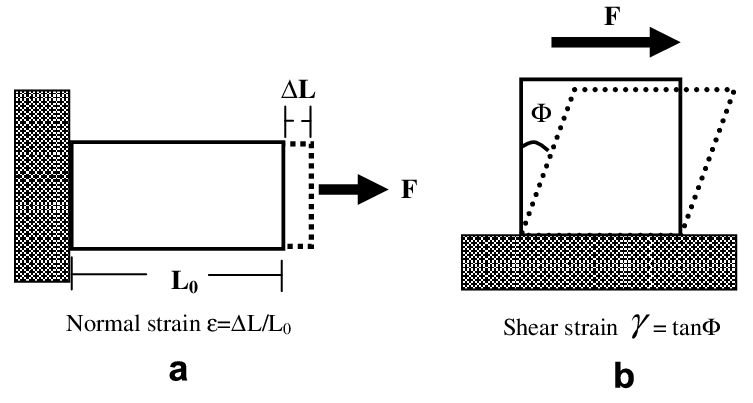 ΔL
F
L₀
Normal strain ε=ΔL/L₀
a
F
Φ
Shear strain γ = tanΦ
b